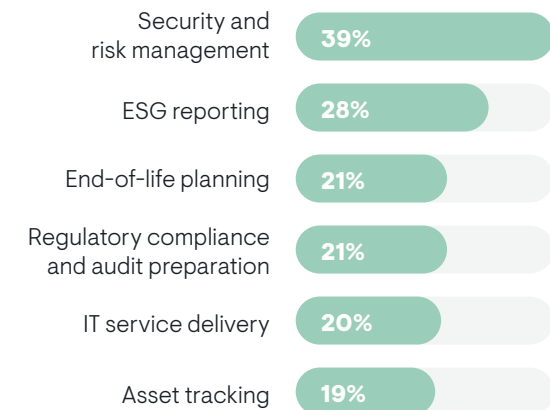 Security and
risk management
39%
ESG reporting
28%
End-of-life planning
21%
Regulatory compliance
and audit preparation
21%
IT service delivery
20%
Asset tracking
19%